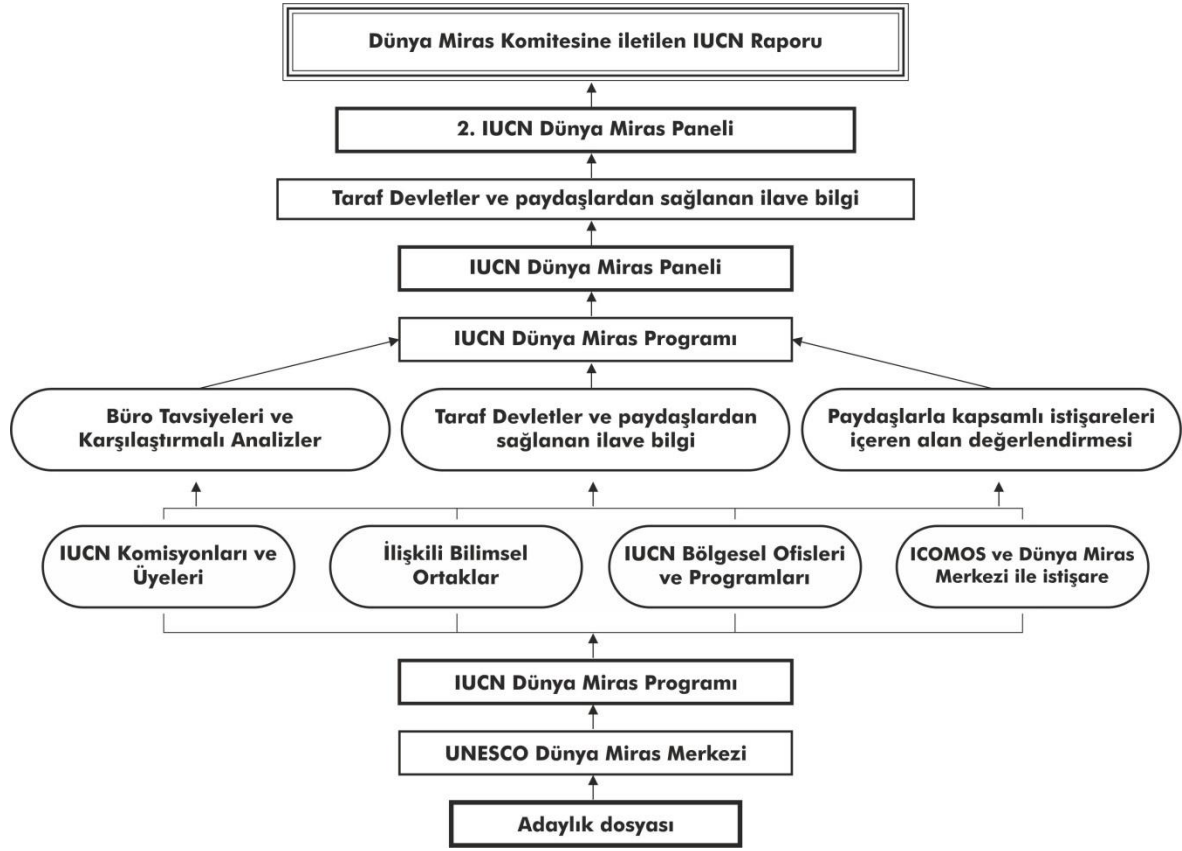 Dünya Miras Komitesine iletilen IUCN Raporu
2. IUCN Dünya Miras Paneli
Taraf Devletler ve paydaşlardan sağlanan ilave bilgi
IUCN Dünya Miras Paneli
IUCN Dünya Miras Programı
Büro Tavsiyeleri ve
Karşılaştırmalı Analizler
Taraf Devletler ve paydaşlardan
sağlanan ilave bilgi
Paydaşlarla kapsamlı istişareleri
içeren alan değerlendirmesi
IUCN Komisyonları ve
Üyeleri
İlişkili Bilimsel
Ortaklar
IUCN Bölgesel Ofisleri
ve Programları
ICOMOS ve Dünya Miras
Merkezi ile istişare
IUCN Dünya Miras Programı
UNESCO Dünya Miras Merkezi
Adaylık dosyası